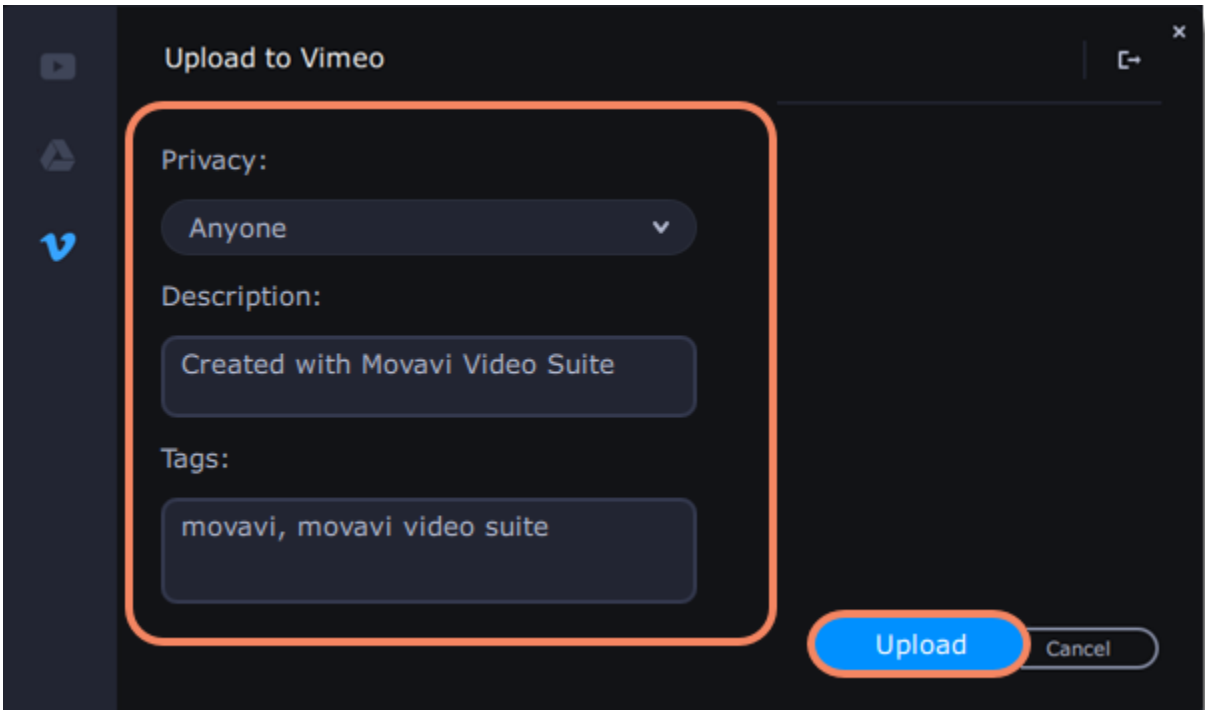 Upload to Vimeo
Privacy:
Anyone
Description:
Created with Movavi Video Suite
Tags:
movavi, movavi video suite
Upload
Cancel